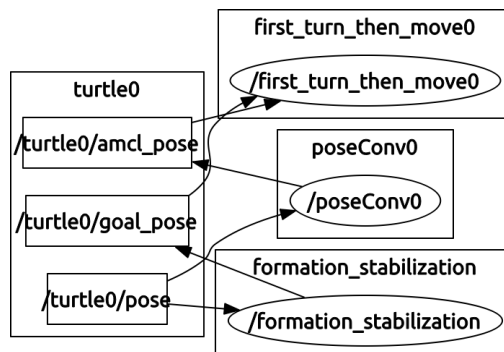 first_turn_then_move0
/first_turn_then_move0
turtle0
/turtle0/amcl_pose
/turtle0/goal_pose
/turtle0/pose
poseConv0
/poseConv0
formation_stabilization
/formation_stabilization